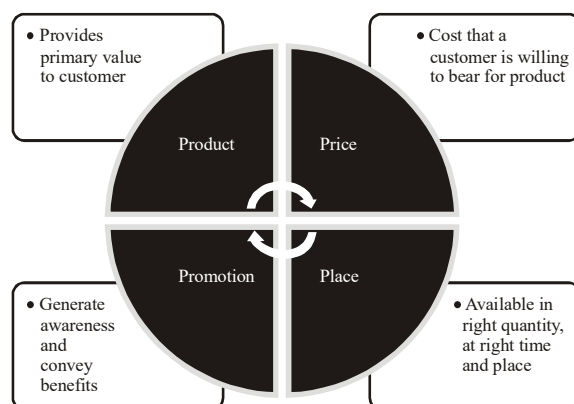 • Provides
primary value
to customer
• Cost that a
customer is willing
to bear for product
Product
Price
Promotion
Place
• Generate
awareness
and
convey
benefits
• Available in
right quantity,
at right time
and place